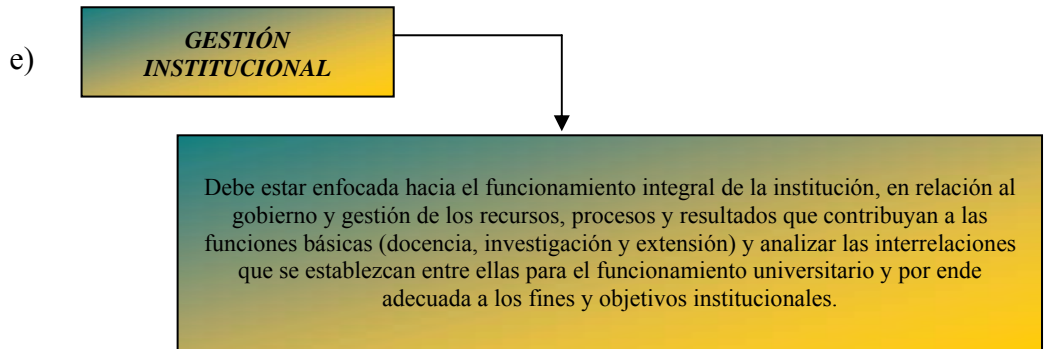 e)
GESTIÓN
INSTITUCIONAL
Debe estar enfocada hacia el funcionamiento integral de la institución, en relación al
gobierno y gestión de los recursos, procesos y resultados que contribuyan a las
funciones básicas (docencia, investigación y extensión) y analizar las interrelaciones
que se establezcan entre ellas para el funcionamiento universitario y por ende
adecuada a los fines y objetivos institucionales.